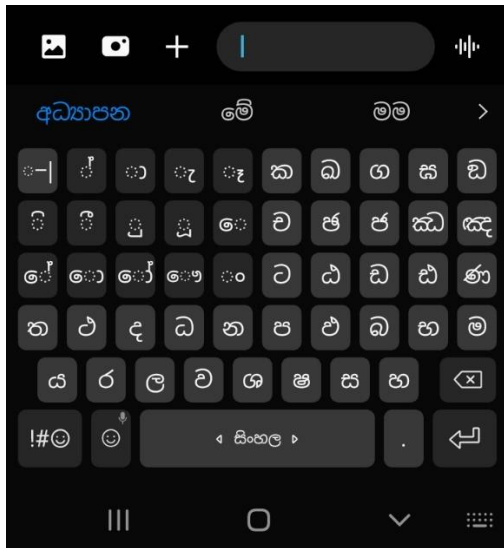 අධ්‍යාපන මේ මම
ං–| ් ා ැ ෑ ක ඛ ග ඝ ඞ
ි ී ු ූ ෙ ච ඡ ජ ඣ ඤ
ේ ො ෝ ෞ ං ට ඨ ඩ ඪ ණ
ත ථ ද ධ න ප ඵ බ භ ම
ය ර ල ව ශ ෂ ස හ
!#☺ සිංහල .